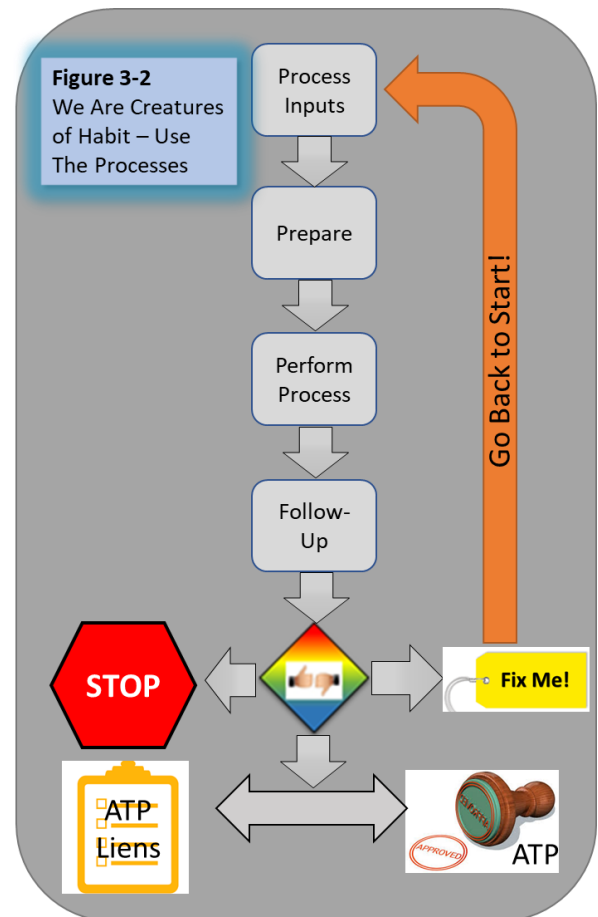 Figure 3-2
We Are Creatures
of Habit – Use
The Processes
Process
Inputs
Prepare
Perform
Process
Follow-
Up
Go Back to Start!
STOP
Fix Me!
ATP
Liens
APPROVED
ATP